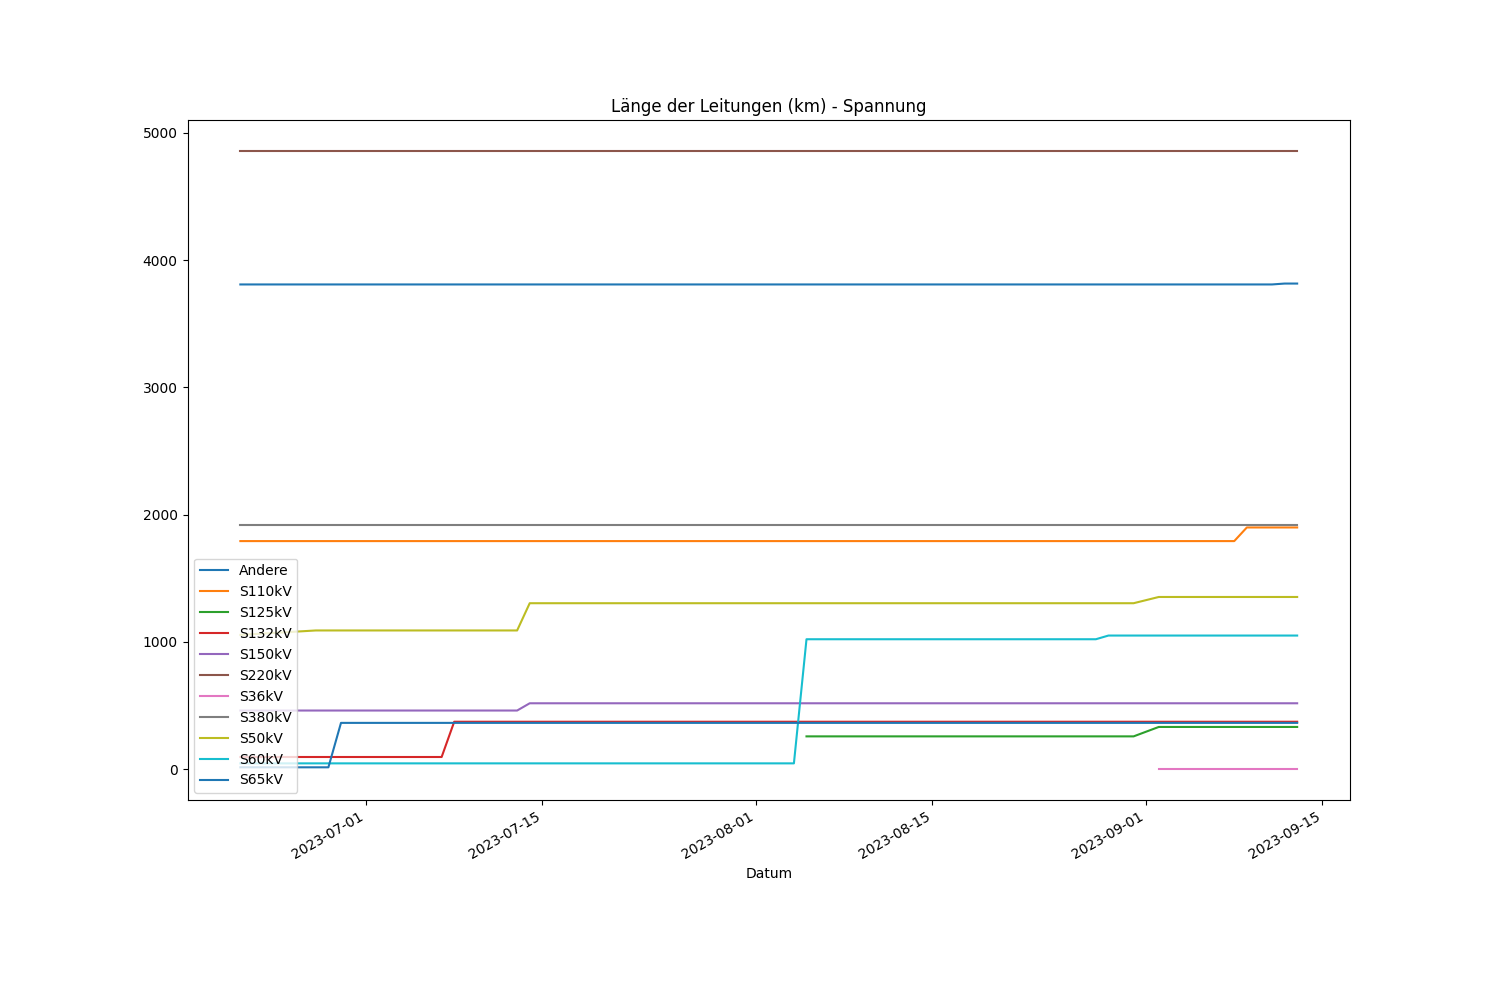 Länge der Leitungen (km) - Spannung
5000
4000
3000
2000
1000
0
Andere
S110kV
S125kV
S132kV
S150kV
S220kV
S36kV
S380kV
S50kV
S60kV
S65kV
2023-07-01
2023-07-15
2023-08-01
2023-08-15
2023-09-01
2023-09-15
Datum